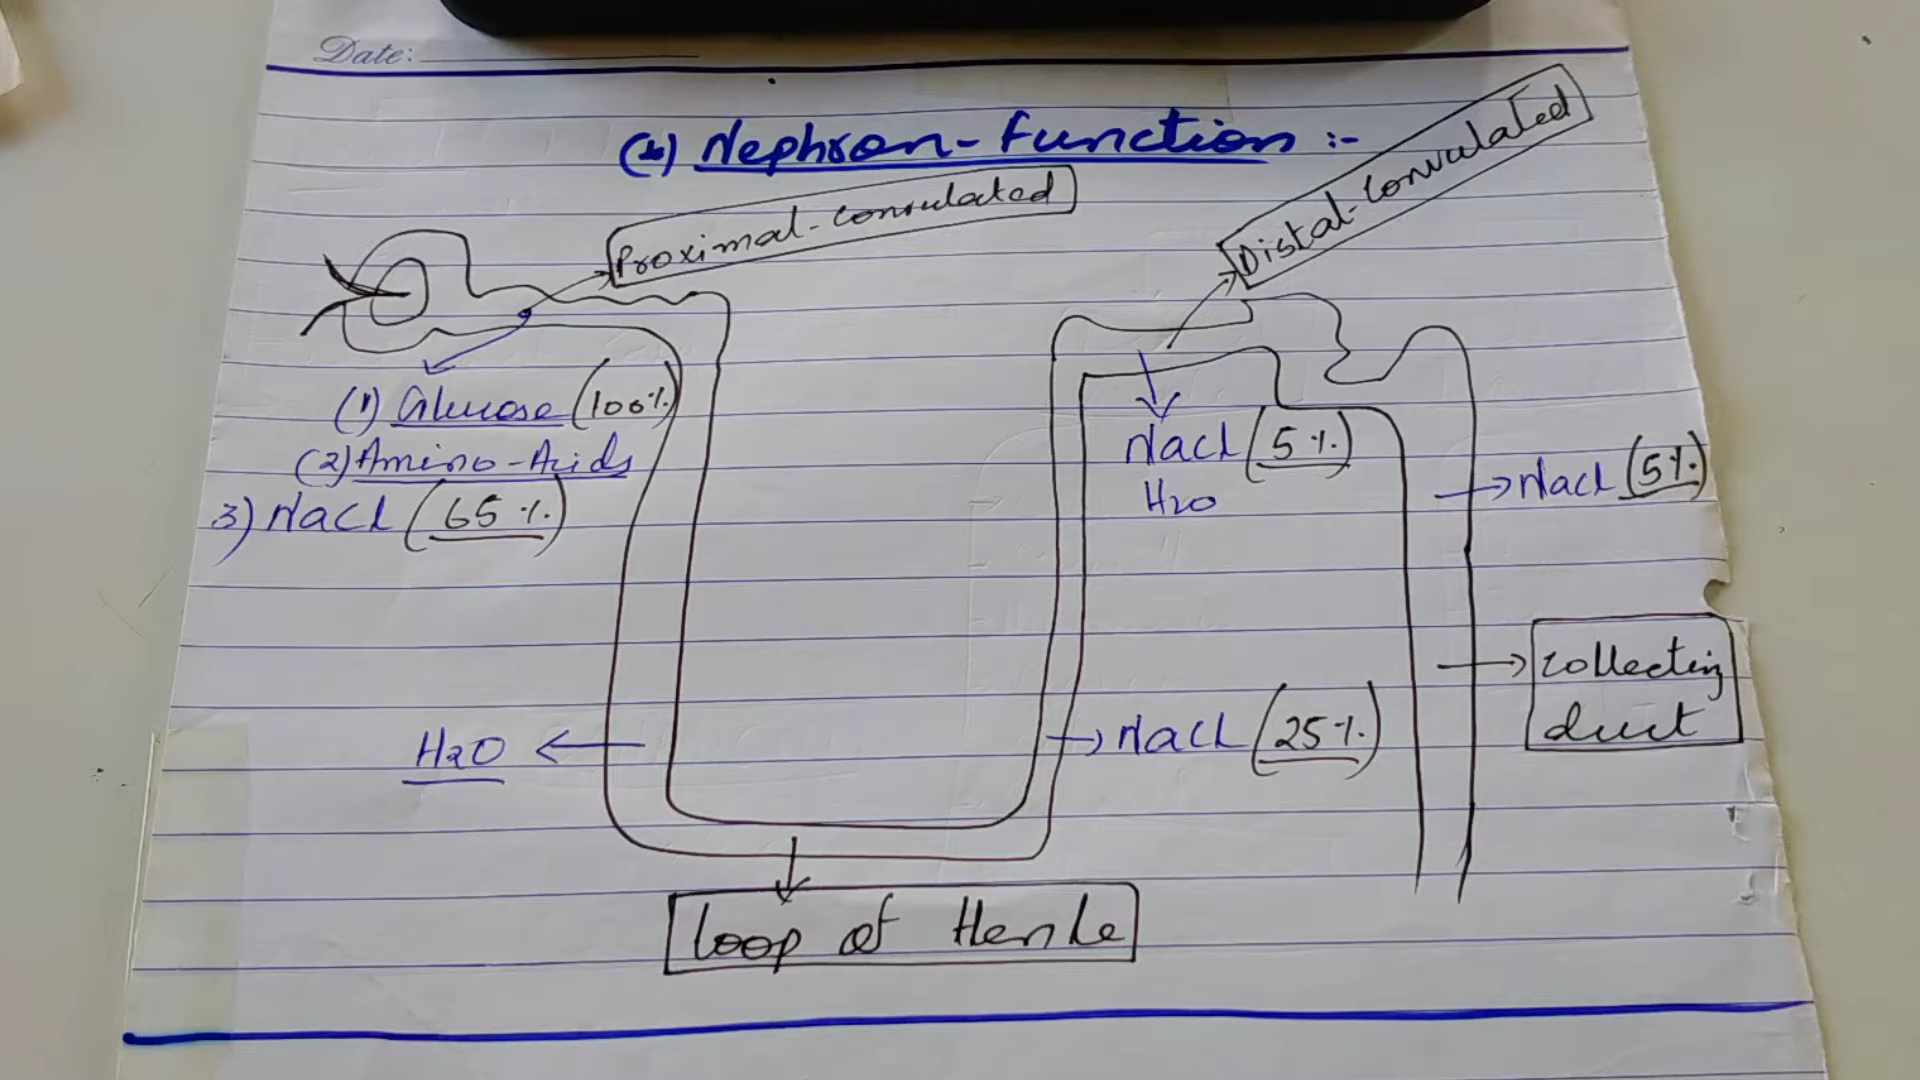 Date:
(*) Nephron-Function :-
Proximal-Convulated
Distal-Convulated
(1) Glucose (100%)
(2) Amino-Acids
3) NaCl (65%)
NaCl (5%)
H2O
NaCl (5%)
Collecting
duct
H2O
NaCl (25%)
Loop of Henle